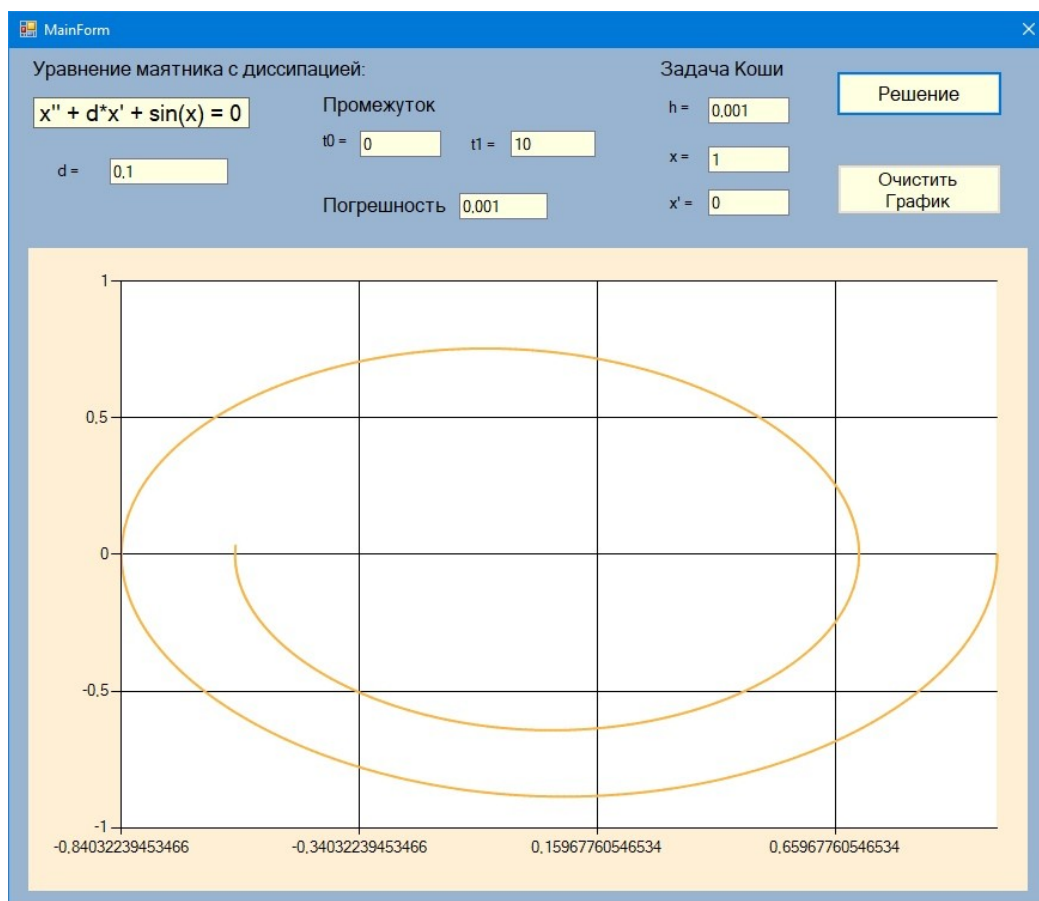 MainForm
Уравнение маятника с диссипацией:
x'' + d*x' + sin(x) = 0
d = 0,1
Промежуток
t0 = 0 t1 = 10
Погрешность 0,001
Задача Коши
h = 0,001
x = 1
x' = 0
Решение
Очистить
График
1
0,5
0
-0,5
-1
-0,84032239453466 -0,34032239453466 0,15967760546534 0,65967760546534